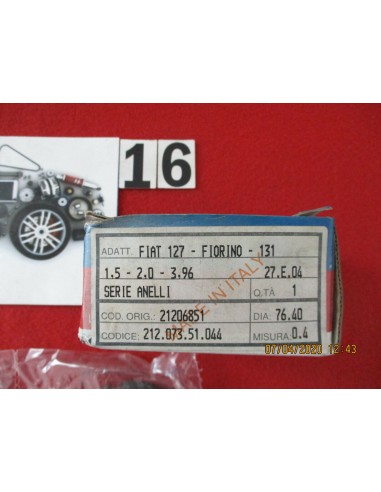 16
ADATT. FIAT 127 - FIORINO - 131
1.5 - 2.0 - 3.96 27.E.04
SERIE ANELLI Q.TÀ 1
COD. ORIG.: 21206851 DIA: 76.40
CODICE: 212.073.51.044 MISURA: 0.4
MADE IN ITALY
07/04/2020 12:43